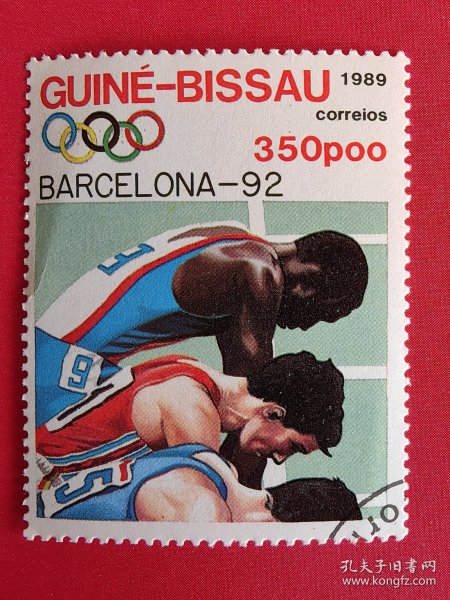 GUINÉ-BISSAU 1989
correios
350poo
BARCELONA-92
3
9
1
5
孔夫子旧书网
www.kongfz.com